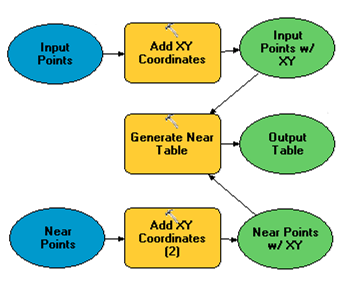 Input
Points
Add XY
Coordinates
Input
Points w/
XY
Generate Near
Table
Output
Table
Near
Points
Add XY
Coordinates
(2)
Near Points
w/ XY